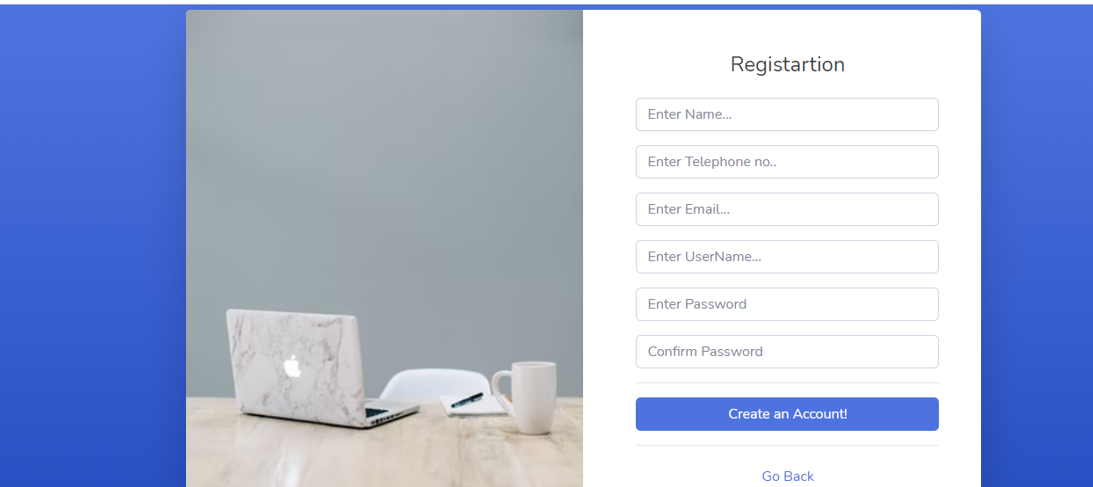 Registartion
Enter Name...
Enter Telephone no..
Enter Email...
Enter UserName...
Enter Password
Confirm Password
Create an Account!
Go Back